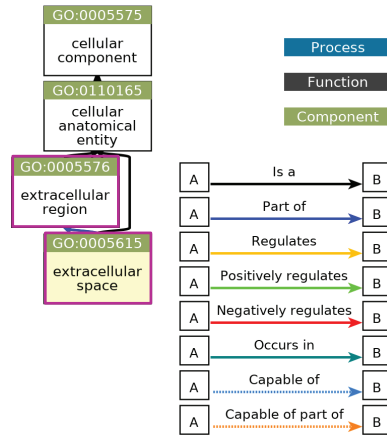 GO:0005575
cellular
component
GO:0110165
cellular
anatomical
entity
GO:0005576
extracellular
region
GO:0005615
extracellular
space
Process
Function
Component
A Is a B
A Part of B
A Regulates B
A Positively regulates B
A Negatively regulates B
A Occurs in B
A Capable of B
A Capable of part of B